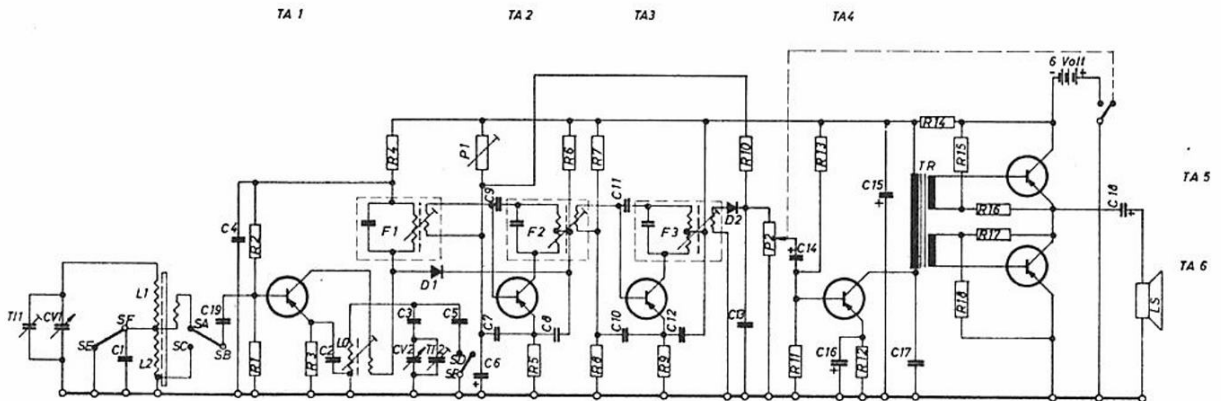 TA 1 TA 2 TA3 TA4
6 Volt
- +
R4 P1 R6 R7 R10 R13 R14 R15
C9 C11 C15 TR TA 5
C4 R2 F1 F2 F3 D2 P2 R16 C18 +
C14 R17
D1 TA 6
L1 C19 C3 C5 C7 C8 C10 C12 C13 R18
TI1 CV1 SF SA LO LS
SE C1 SC SB CV2 TI2 SD
L2 R1 R3 C2 SR C6 R5 R8 R9 R11 C16 R12 C17